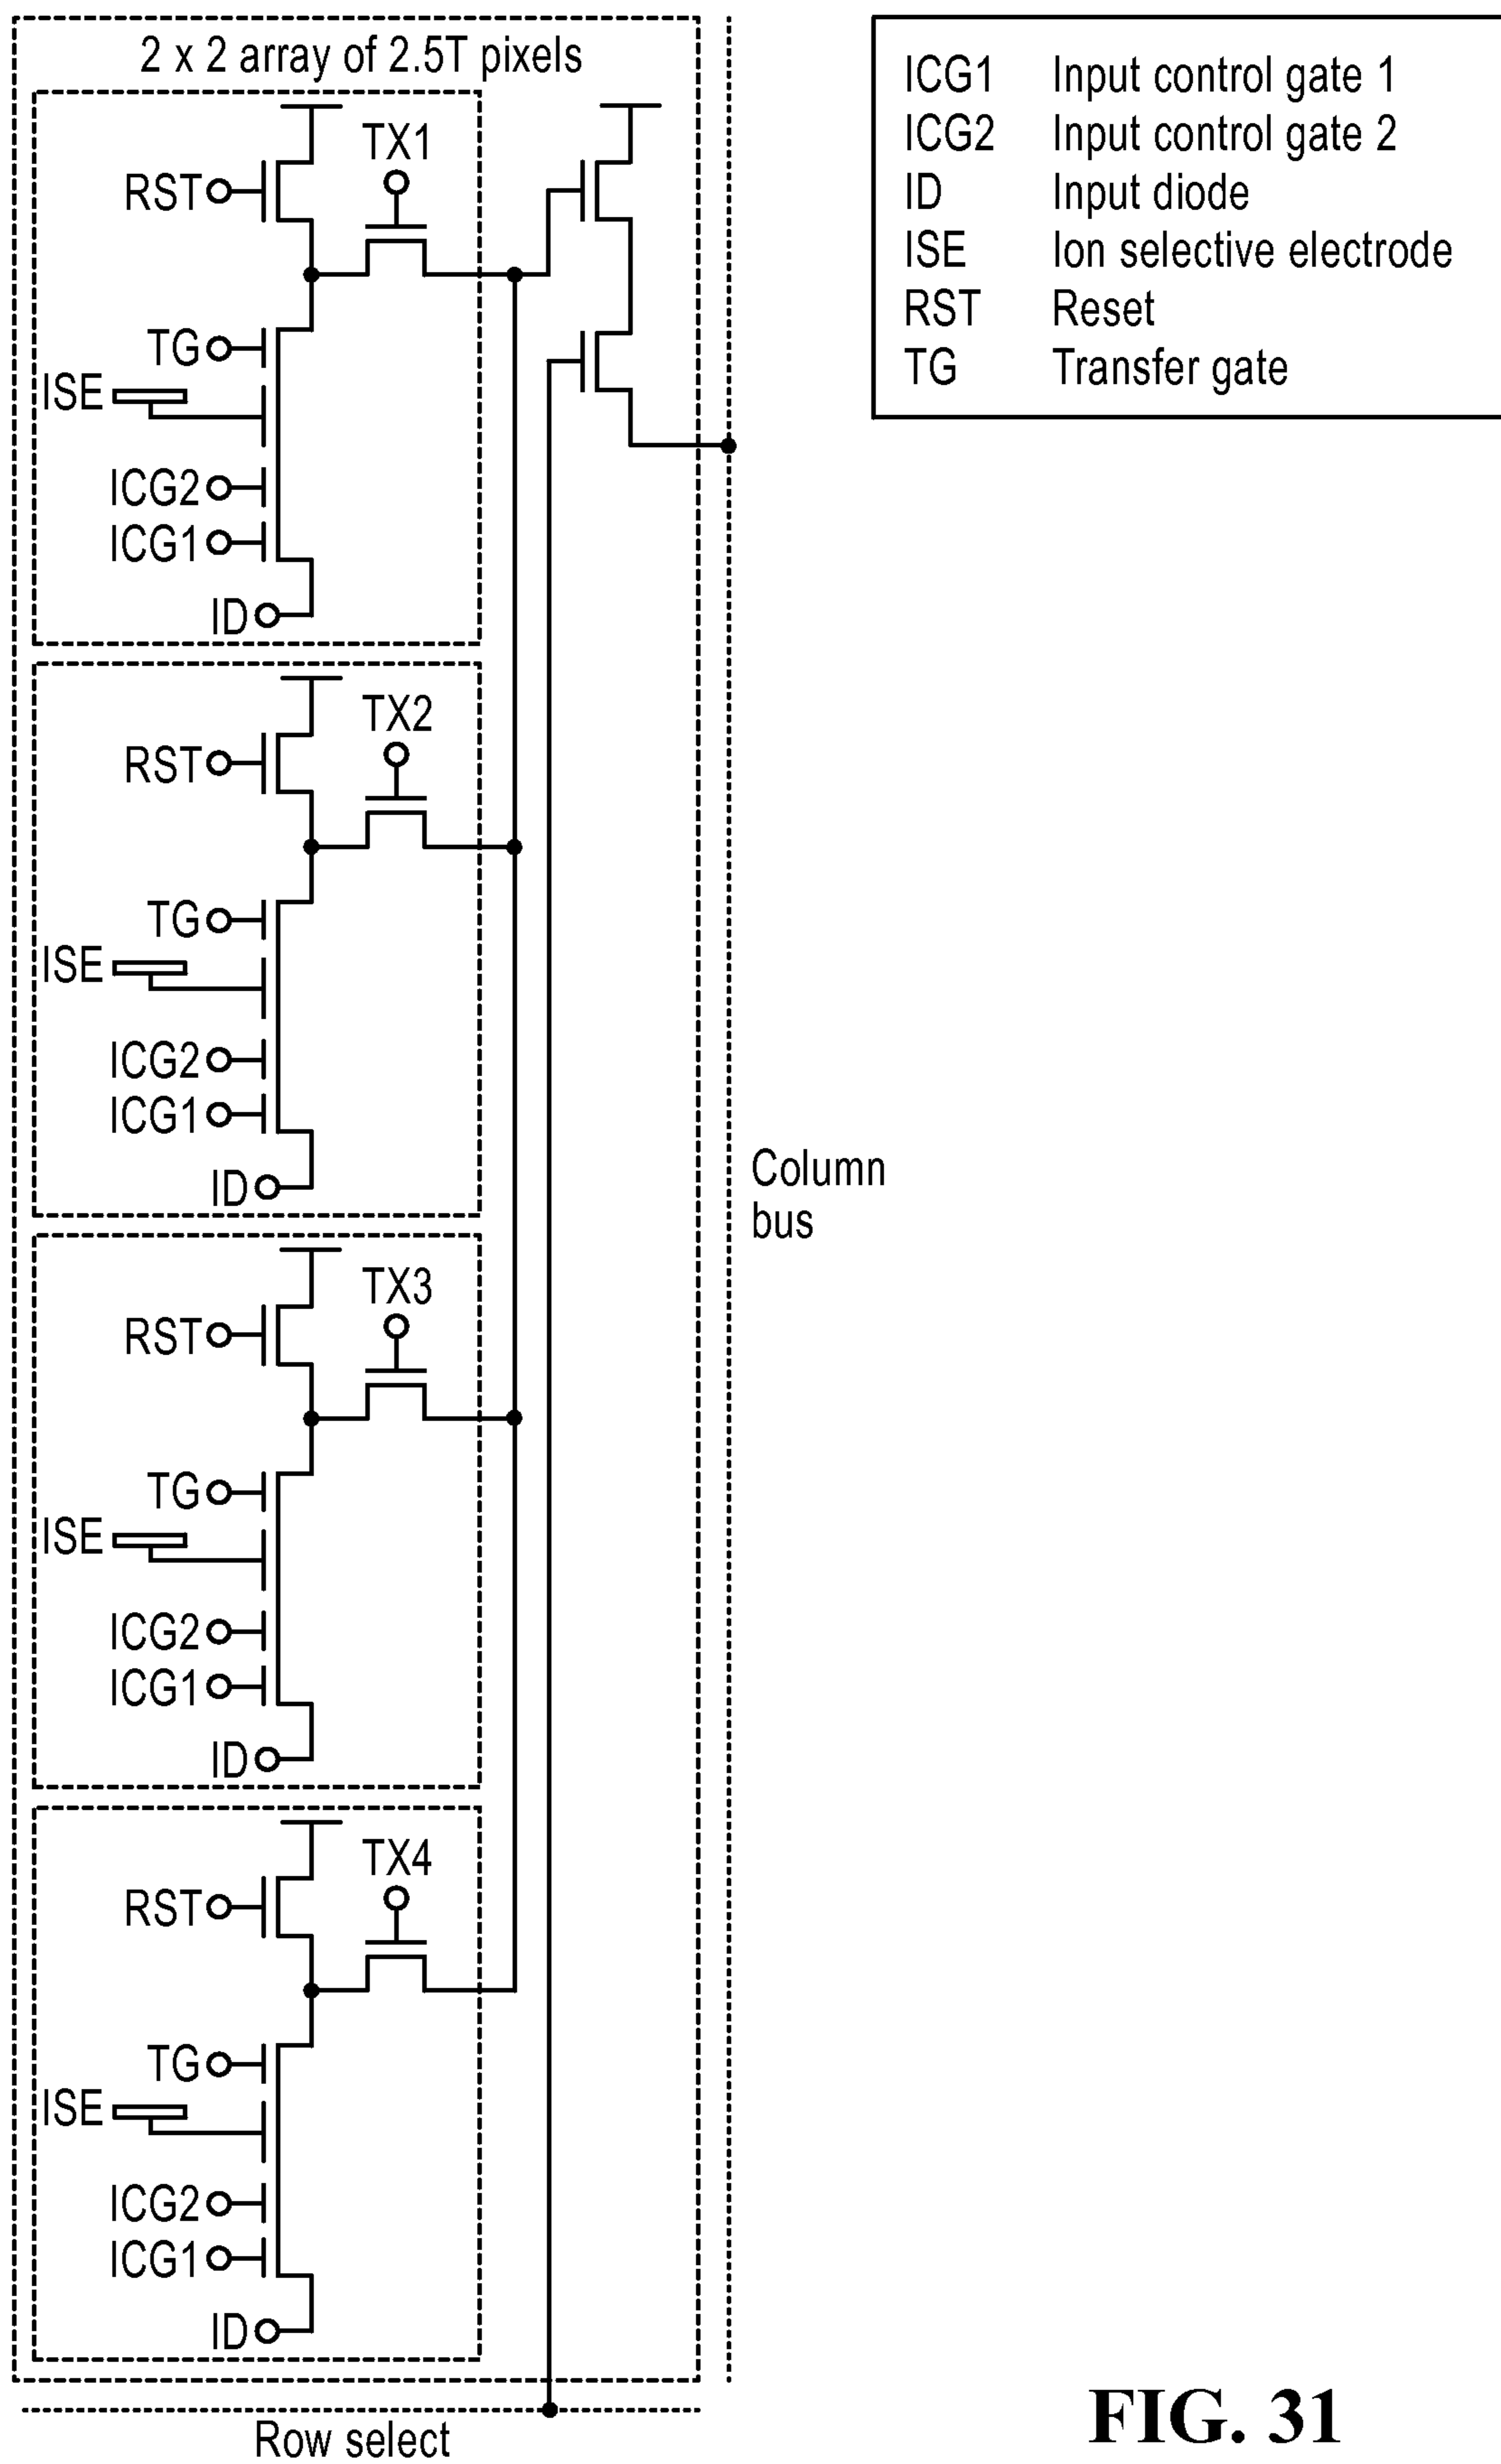 2 x 2 array of 2.5T pixels
TX1
RST
TG
ISE
ICG2
ICG1
ID
TX2
RST
TG
ISE
ICG2
ICG1
ID
TX3
RST
TG
ISE
ICG2
ICG1
ID
TX4
RST
TG
ISE
ICG2
ICG1
ID
Column
bus
Row select
ICG1 Input control gate 1
ICG2 Input control gate 2
ID Input diode
ISE Ion selective electrode
RST Reset
TG Transfer gate
FIG. 31